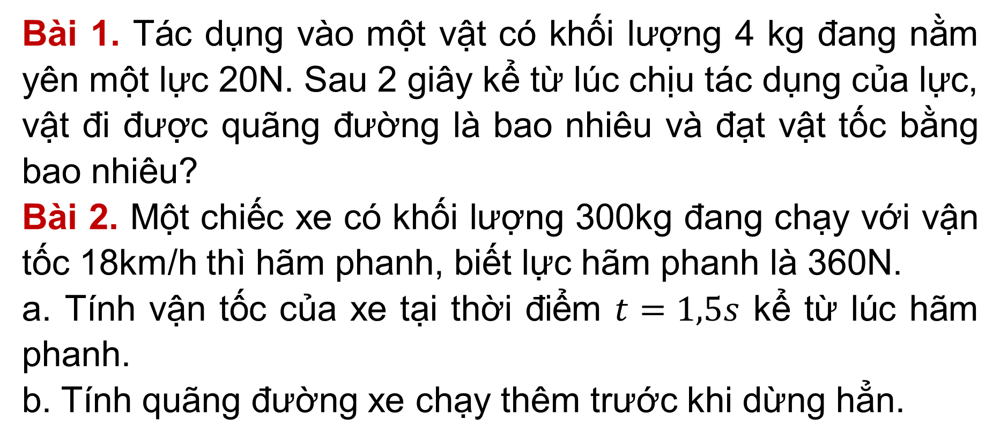 Bài 1. Tác dụng vào một vật có khối lượng 4 kg đang nằm
yên một lực 20N. Sau 2 giây kể từ lúc chịu tác dụng của lực,
vật đi được quãng đường là bao nhiêu và đạt vật tốc bằng
bao nhiêu?
Bài 2. Một chiếc xe có khối lượng 300kg đang chạy với vận
tốc 18km/h thì hãm phanh, biết lực hãm phanh là 360N.
a. Tính vận tốc của xe tại thời điểm t = 1,5s kể từ lúc hãm
phanh.
b. Tính quãng đường xe chạy thêm trước khi dừng hẳn.